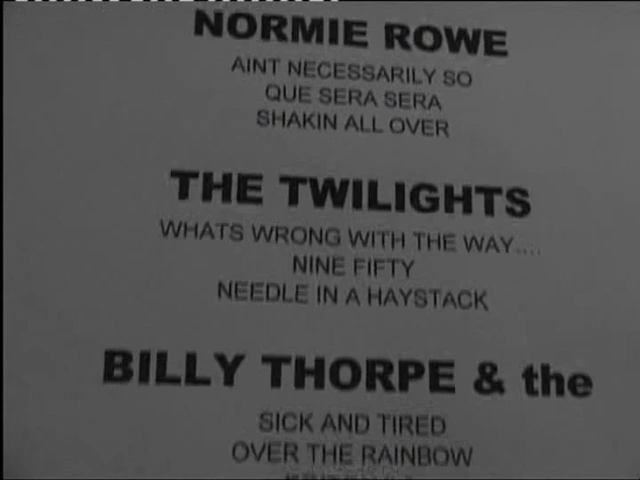 NORMIE ROWE
AINT NECESSARILY SO
QUE SERA SERA
SHAKIN ALL OVER
THE TWILIGHTS
WHATS WRONG WITH THE WAY....
NINE FIFTY
NEEDLE IN A HAYSTACK
BILLY THORPE & the
SICK AND TIRED
OVER THE RAINBOW